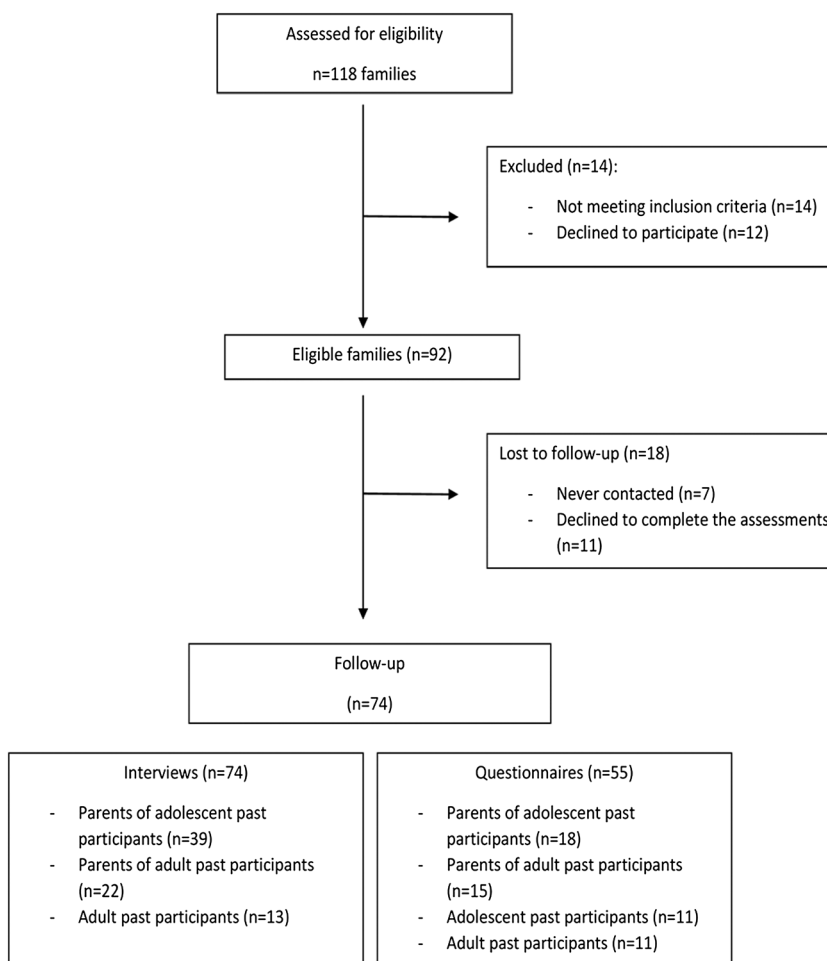 Assessed for eligibility
n=118 families
Excluded (n=14):
- Not meeting inclusion criteria (n=14)
- Declined to participate (n=12)
Eligible families (n=92)
Lost to follow-up (n=18)
- Never contacted (n=7)
- Declined to complete the assessments
(n=11)
Follow-up
(n=74)
Interviews (n=74)
- Parents of adolescent past
participants (n=39)
- Parents of adult past participants
(n=22)
- Adult past participants (n=13)
Questionnaires (n=55)
- Parents of adolescent past
participants (n=18)
- Parents of adult past participants
(n=15)
- Adolescent past participants (n=11)
- Adult past participants (n=11)